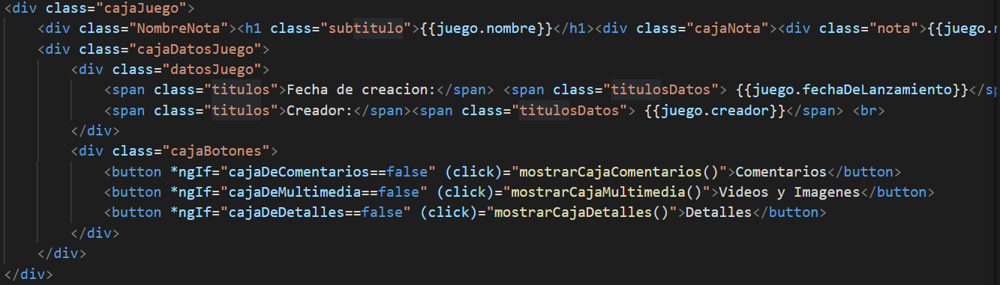 <div class="cajaJuego">
<div class="NombreNota"><h1 class="subtitulo">{{juego.nombre}}</h1><div class="cajaNota"><div class="nota">{{juego.
<div class="cajaDatosJuego">
<div class="datosJuego">
<span class="titulos">Fecha de creacion:</span> <span class="titulosDatos"> {{juego.fechaDeLanzamiento}}</sp
<span class="titulos">Creador:</span><span class="titulosDatos"> {{juego.creador}}</span> <br>
</div>
<div class="cajaBotones">
<button *ngIf="cajaDeComentarios==false" (click)="mostrarCajaComentarios()">Comentarios</button>
<button *ngIf="cajaDeMultimedia==false" (click)="mostrarCajaMultimedia()">Videos y Imagenes</button>
<button *ngIf="cajaDeDetalles==false" (click)="mostrarCajaDetalles()">Detalles</button>
</div>
</div>
</div>